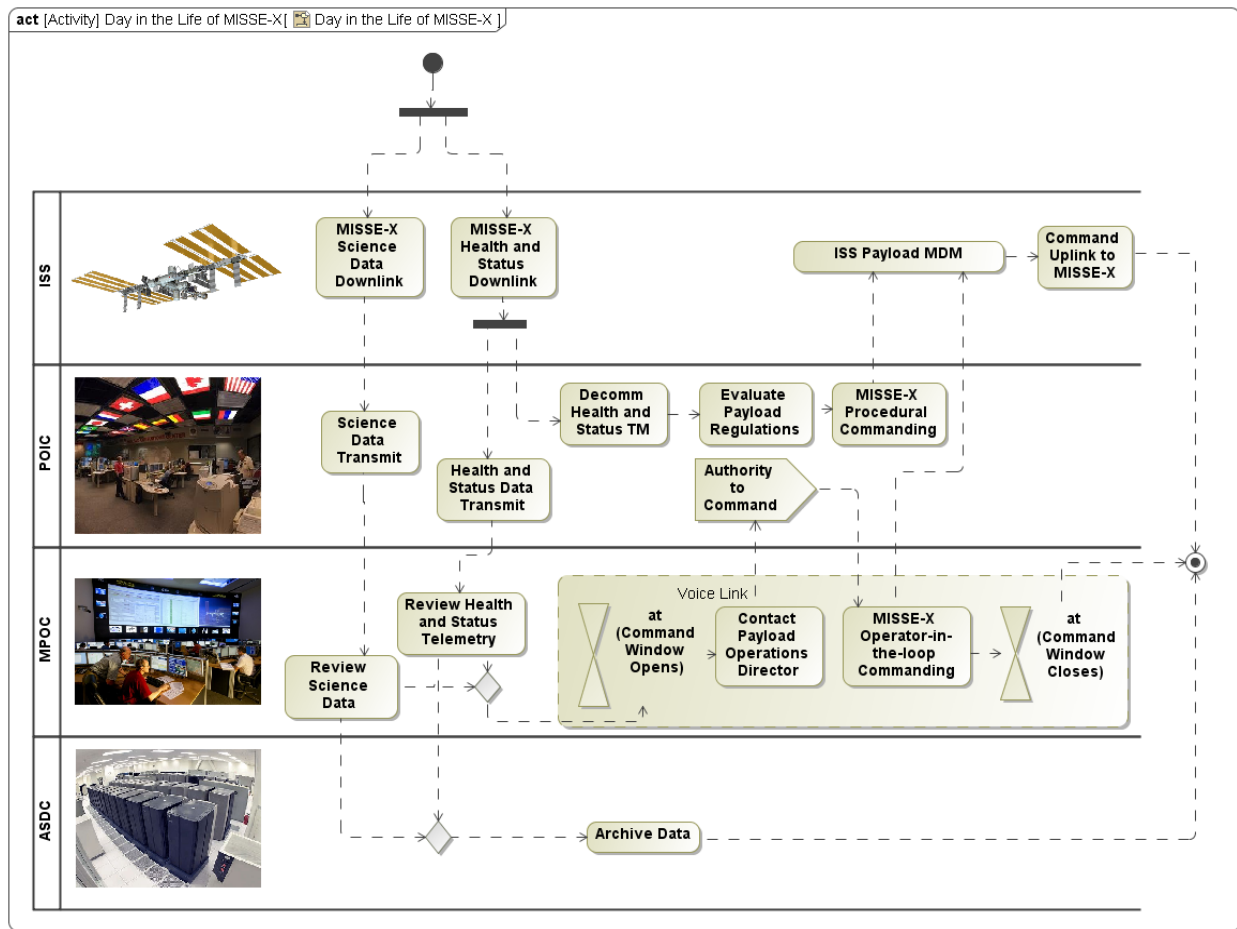 act [Activity] Day in the Life of MISSE-X[ Day in the Life of MISSE-X ]
ISS
MISSE-X
Science
Data
Downlink
MISSE-X
Health and
Status
Downlink
ISS Payload MDM
Command
Uplink to
MISSE-X
POIC
Science
Data
Transmit
Health and
Status Data
Transmit
Decomm
Health and
Status TM
Evaluate
Payload
Regulations
MISSE-X
Procedural
Commanding
Authority
to
Command
MPOC
Review
Science
Data
Review Health
and Status
Telemetry
Voice Link
at
(Command
Window
Opens)
Contact
Payload
Operations
Director
MISSE-X
Operator-in-
the-loop
Commanding
at
(Command
Window
Closes)
ASDC
Archive Data